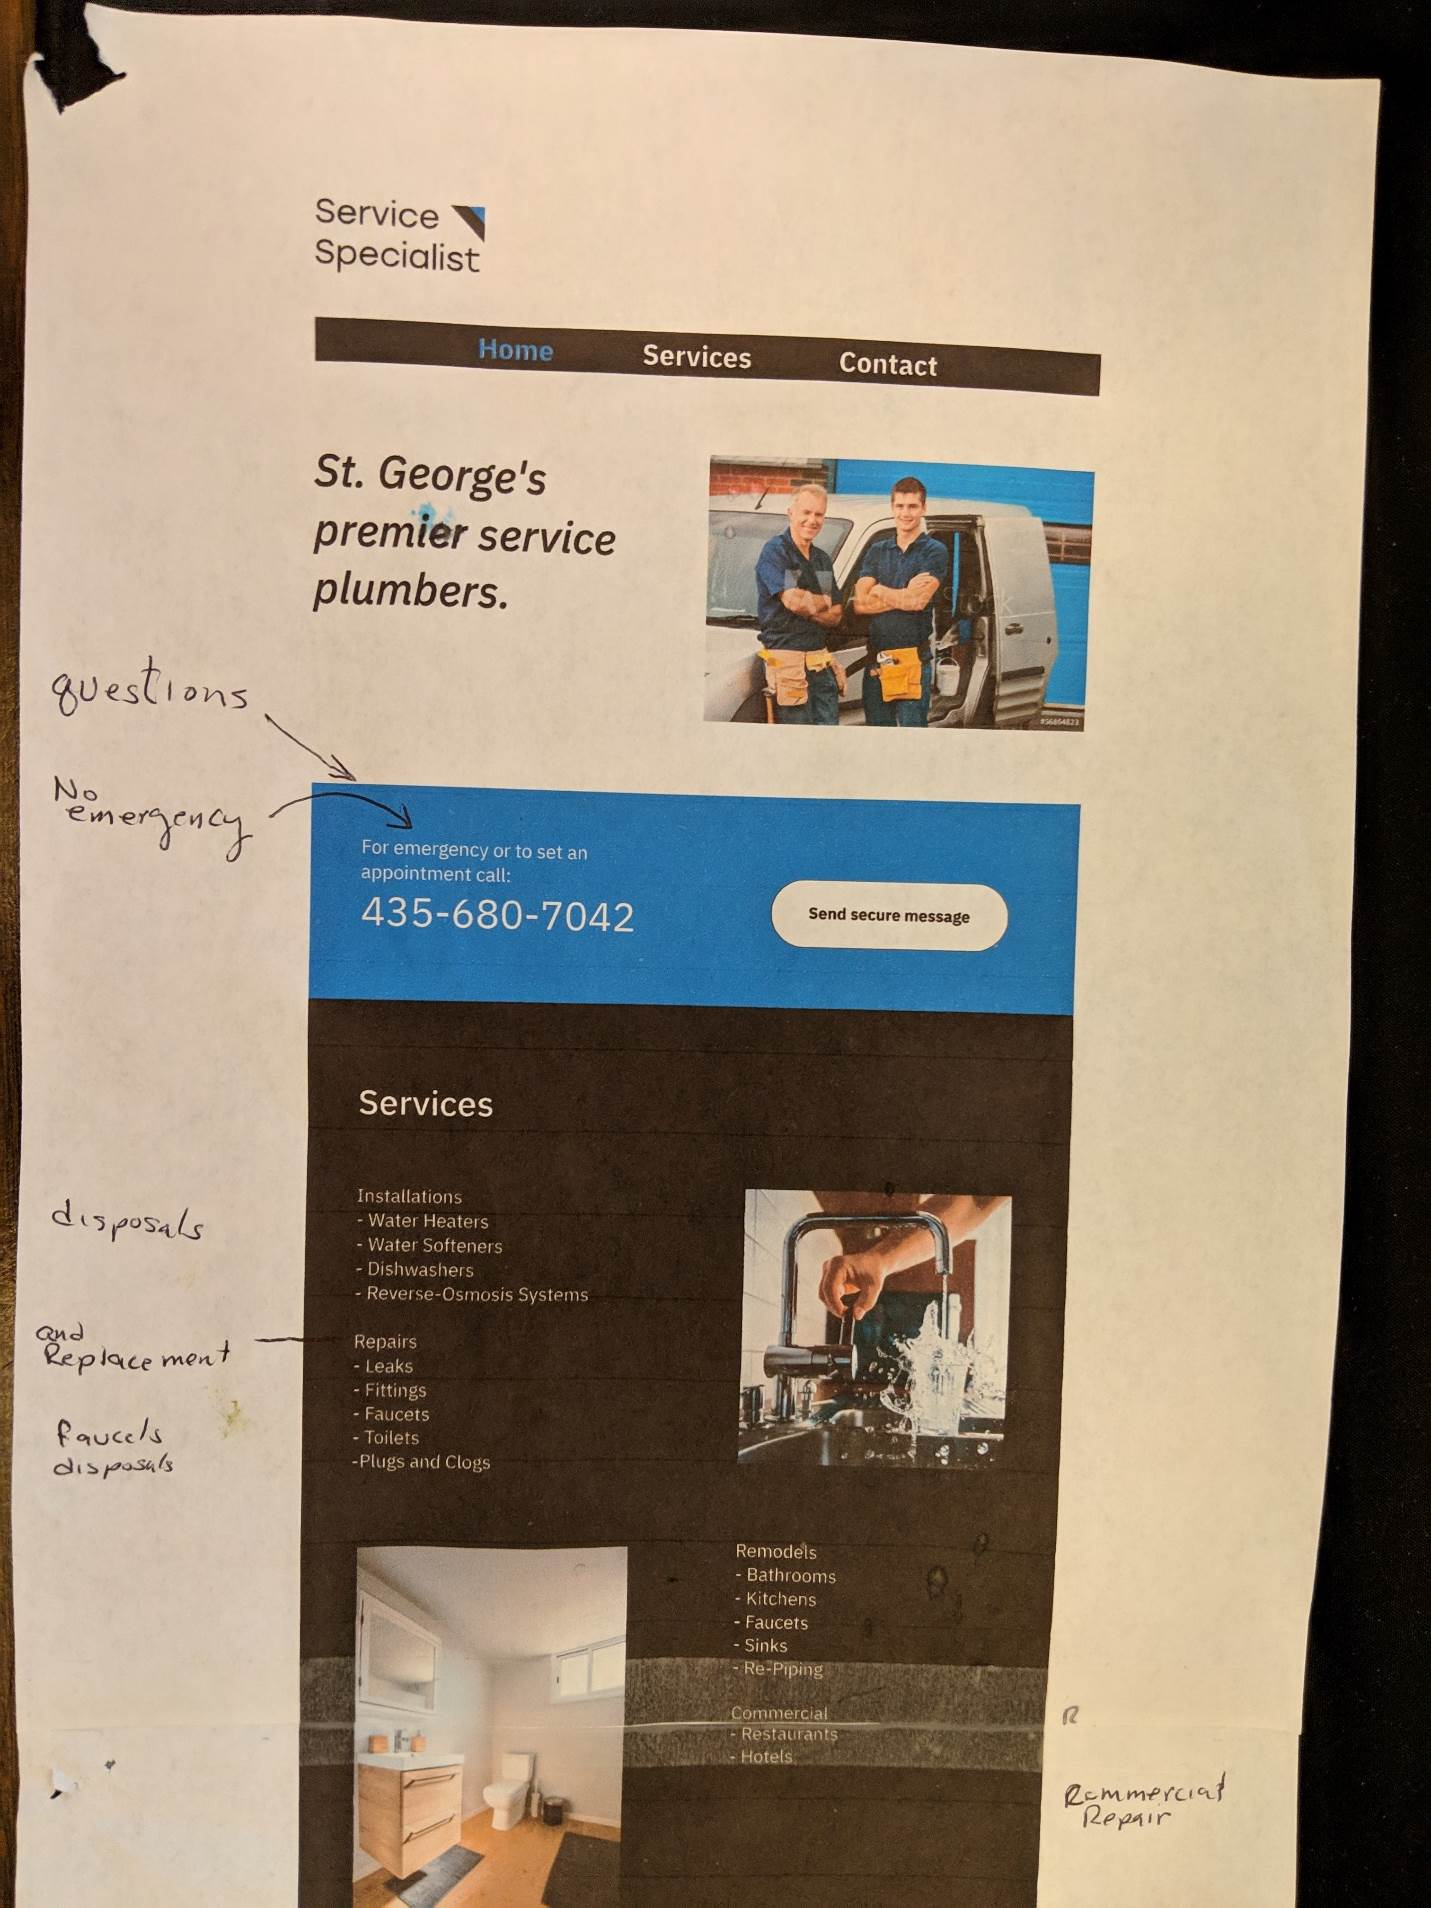 Service
Specialist
Home Services Contact
St. George's
premier service
plumbers.
#56864823
questions
No
emergency
For emergency or to set an
appointment call:
435-680-7042
Send secure message
Services
disposals
Installations
- Water Heaters
- Water Softeners
- Dishwashers
- Reverse-Osmosis Systems
and
Replacement
Repairs
- Leaks
- Fittings
- Faucets
- Toilets
-Plugs and Clogs
faucets
disposals
Remodels
- Bathrooms
- Kitchens
- Faucets
- Sinks
- Re-Piping
Commercial
- Restaurants
- Hotels
R
Commercial
Repair